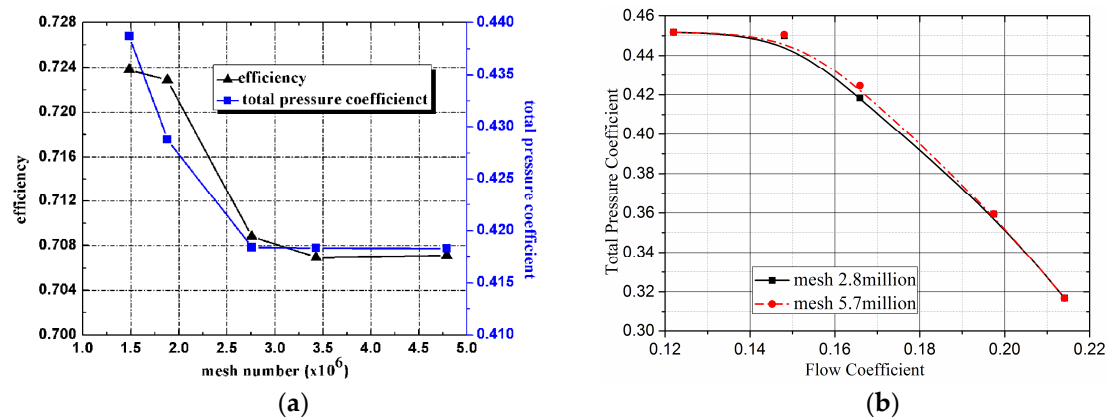 (a)
0.728
0.724
0.720
0.716
0.712
0.708
0.704
0.700
efficiency
efficiency
total pressure coefficienct
0.440
0.435
0.430
0.425
0.420
0.417
0.415
0.410
total pressure coefficient
1.0 1.5 2.0 2.5 3.0 3.5 4.0 4.5 5.0
mesh number (x10^6)
(a)
(b)
0.46
0.44
0.42
0.40
0.38
0.36
0.34
0.32
0.30
Total Pressure Coefficient
mesh 2.8million
mesh 5.7million
0.12 0.14 0.16 0.18 0.20 0.22
Flow Coefficient
(b)